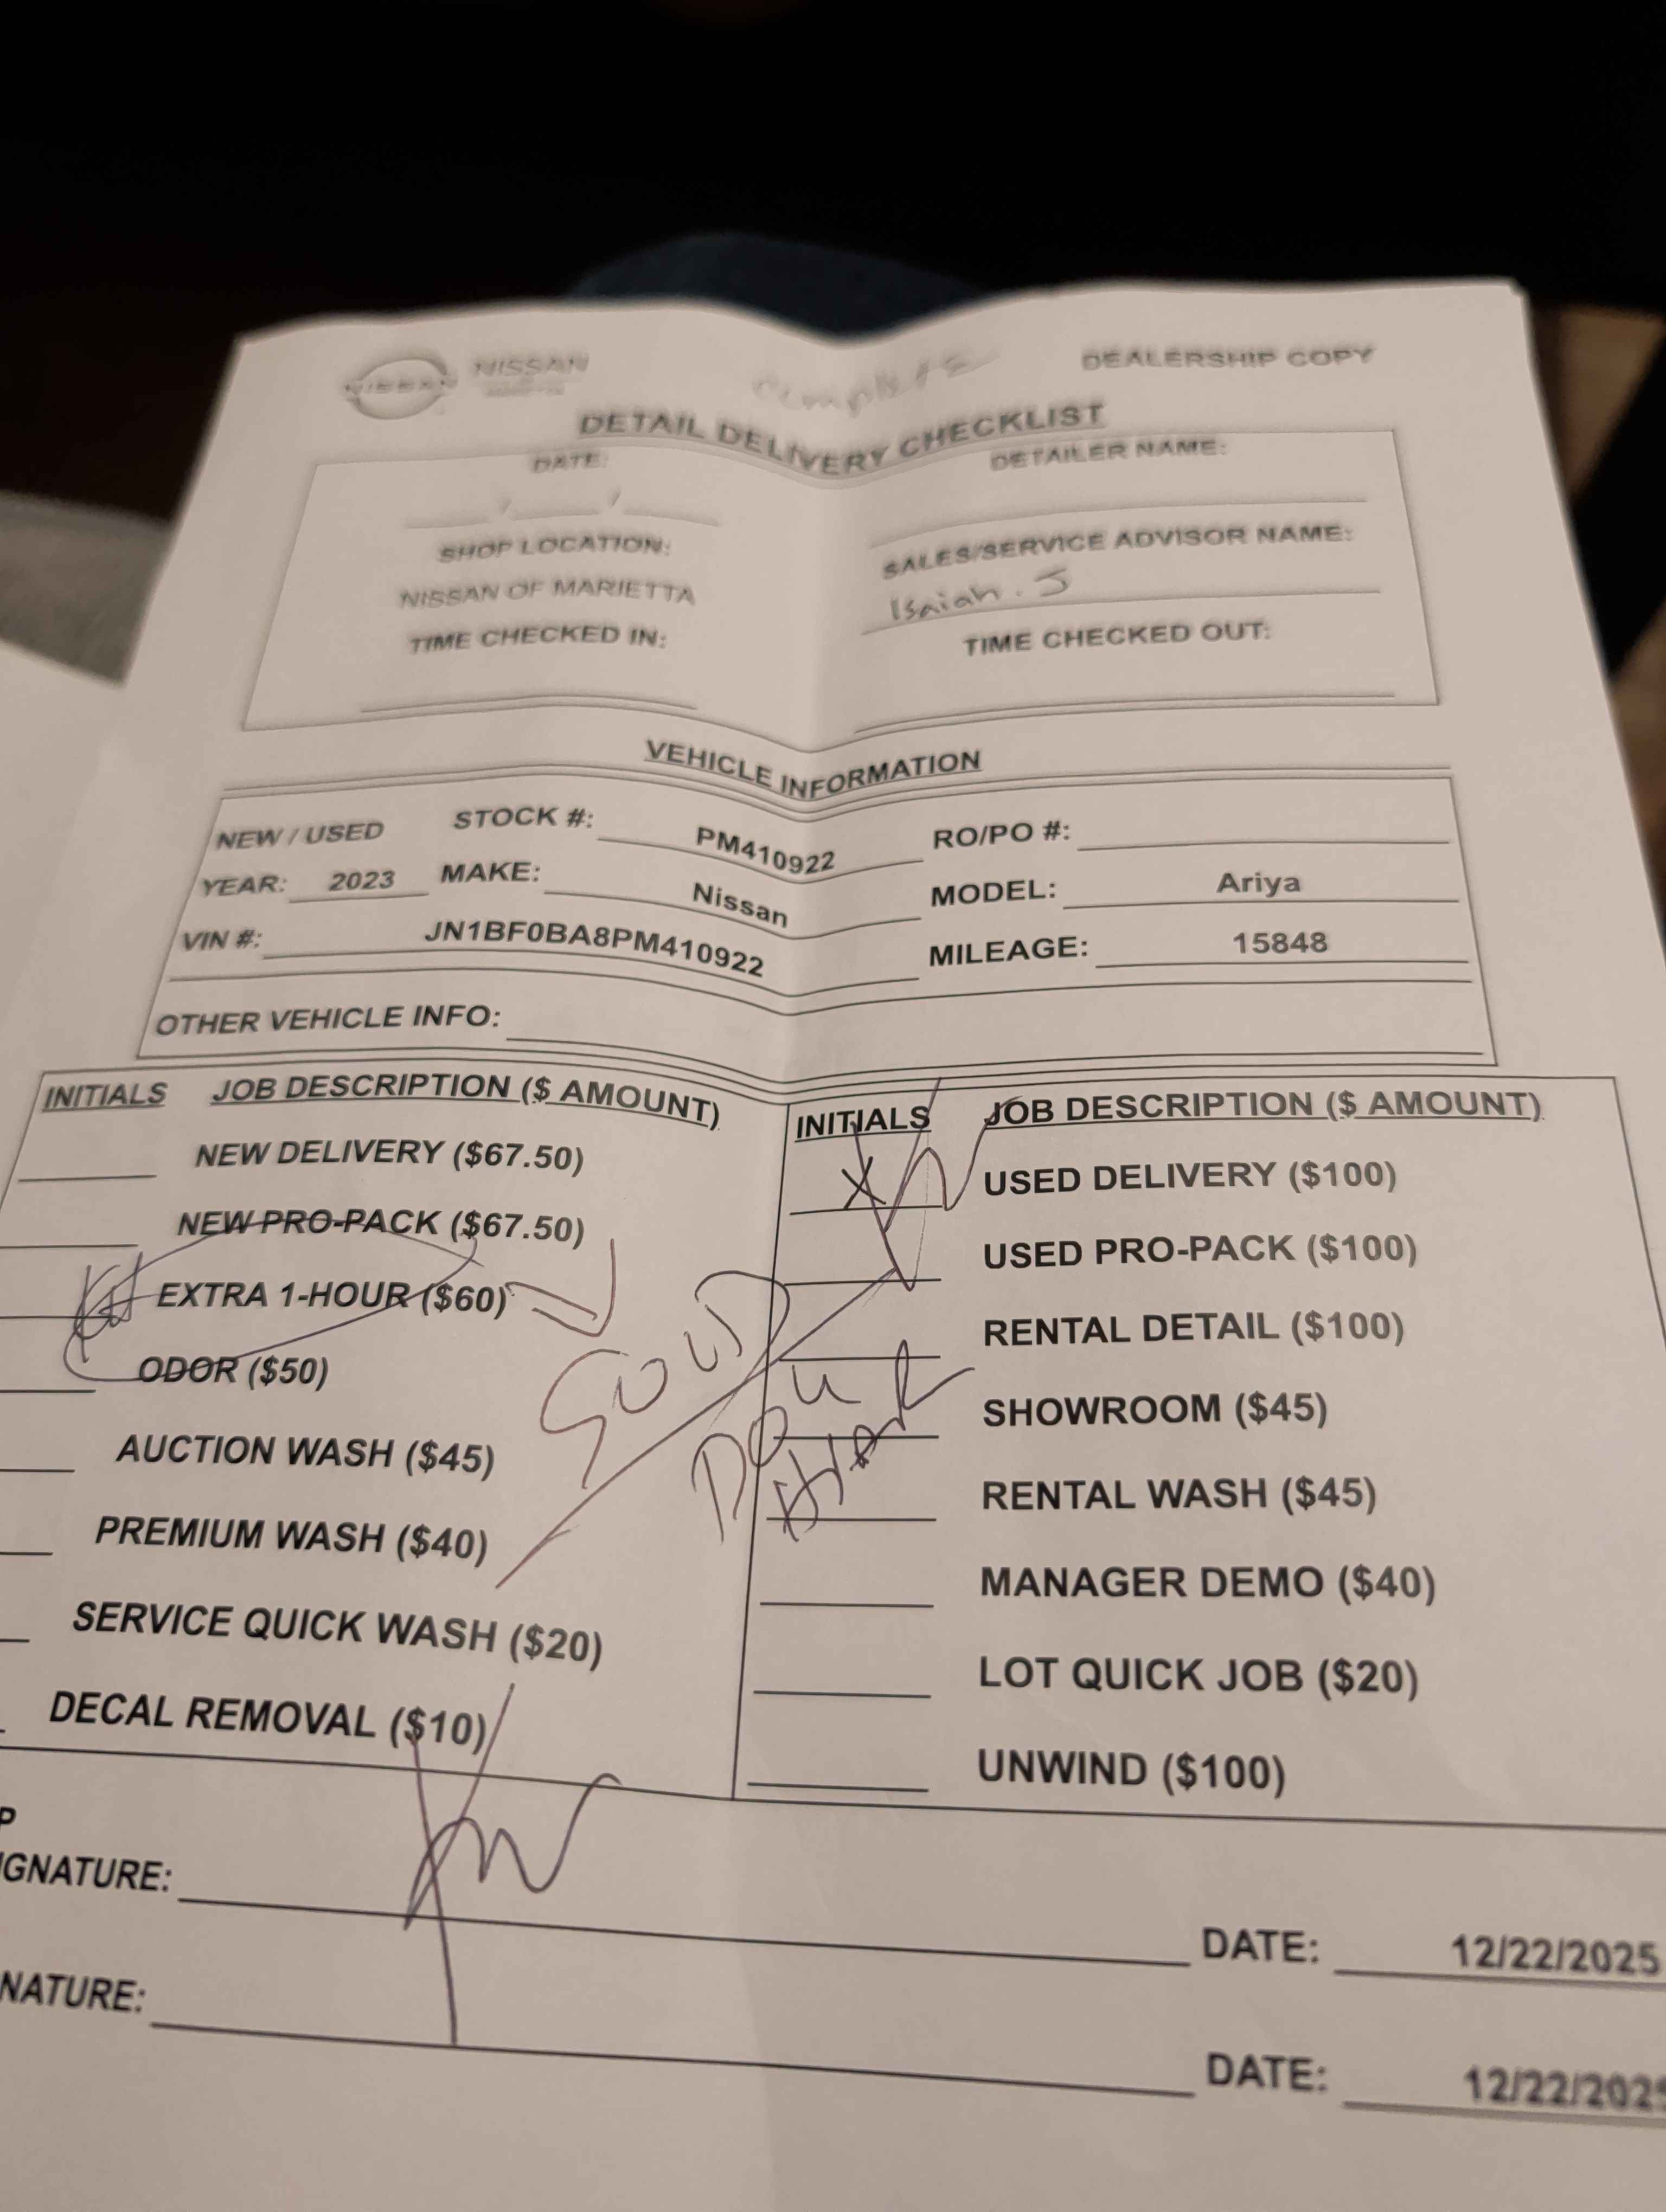 NISSAN NISSAN
Complete
DEALERSHIP COPY
DETAIL DELIVERY CHECKLIST
DATE:
/ /
DETAILER NAME:
SHOP LOCATION:
NISSAN OF MARIETTA
SALES/SERVICE ADVISOR NAME:
Isaiah. J
TIME CHECKED IN:
TIME CHECKED OUT:
VEHICLE INFORMATION
NEW / USED STOCK #: PM410922 RO/PO #:
YEAR: 2023 MAKE: Nissan MODEL: Ariya
VIN #: JN1BF0BA8PM410922 MILEAGE: 15848
OTHER VEHICLE INFO:
INITIALS JOB DESCRIPTION ($ AMOUNT)
NEW DELIVERY ($67.50)
NEW PRO-PACK ($67.50)
EXTRA 1-HOUR ($60)
ODOR ($50)
AUCTION WASH ($45)
PREMIUM WASH ($40)
SERVICE QUICK WASH ($20)
DECAL REMOVAL ($10)
INITIALS JOB DESCRIPTION ($ AMOUNT)
X USED DELIVERY ($100)
USED PRO-PACK ($100)
RENTAL DETAIL ($100)
SHOWROOM ($45)
RENTAL WASH ($45)
MANAGER DEMO ($40)
LOT QUICK JOB ($20)
UNWIND ($100)
P
IGNATURE:
DATE: 12/22/2025
NATURE:
DATE: 12/22/2025